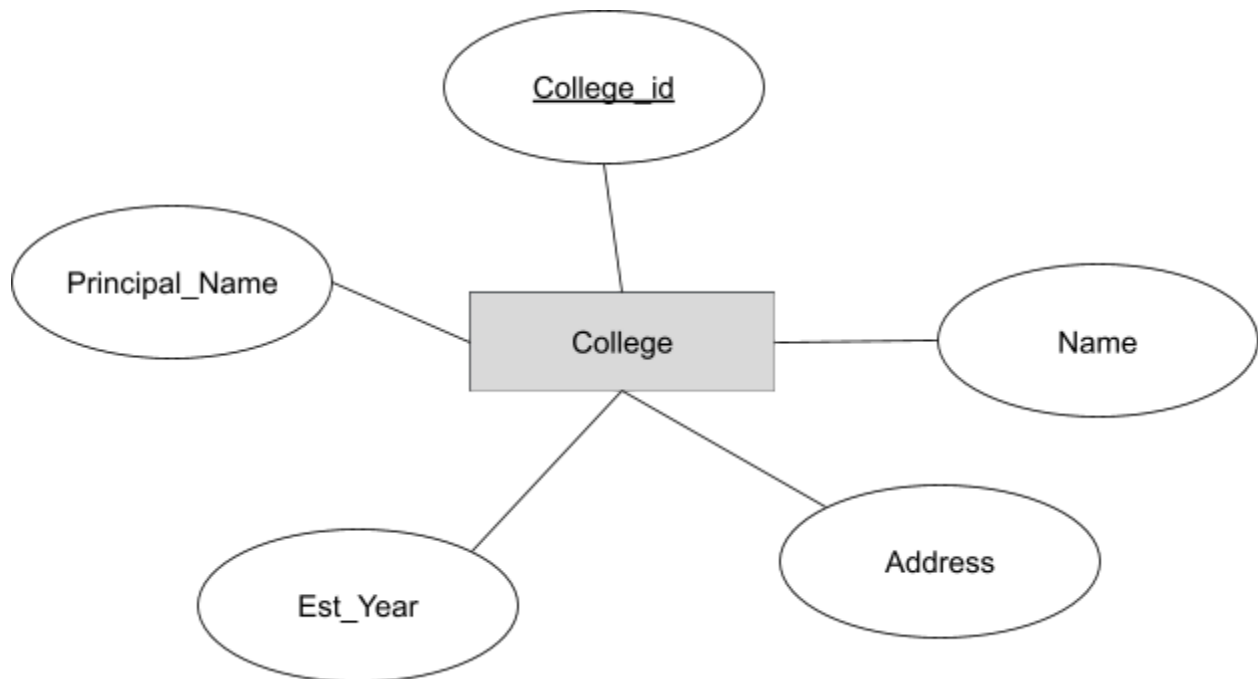 College_id
Principal_Name
College
Name
Address
Est_Year